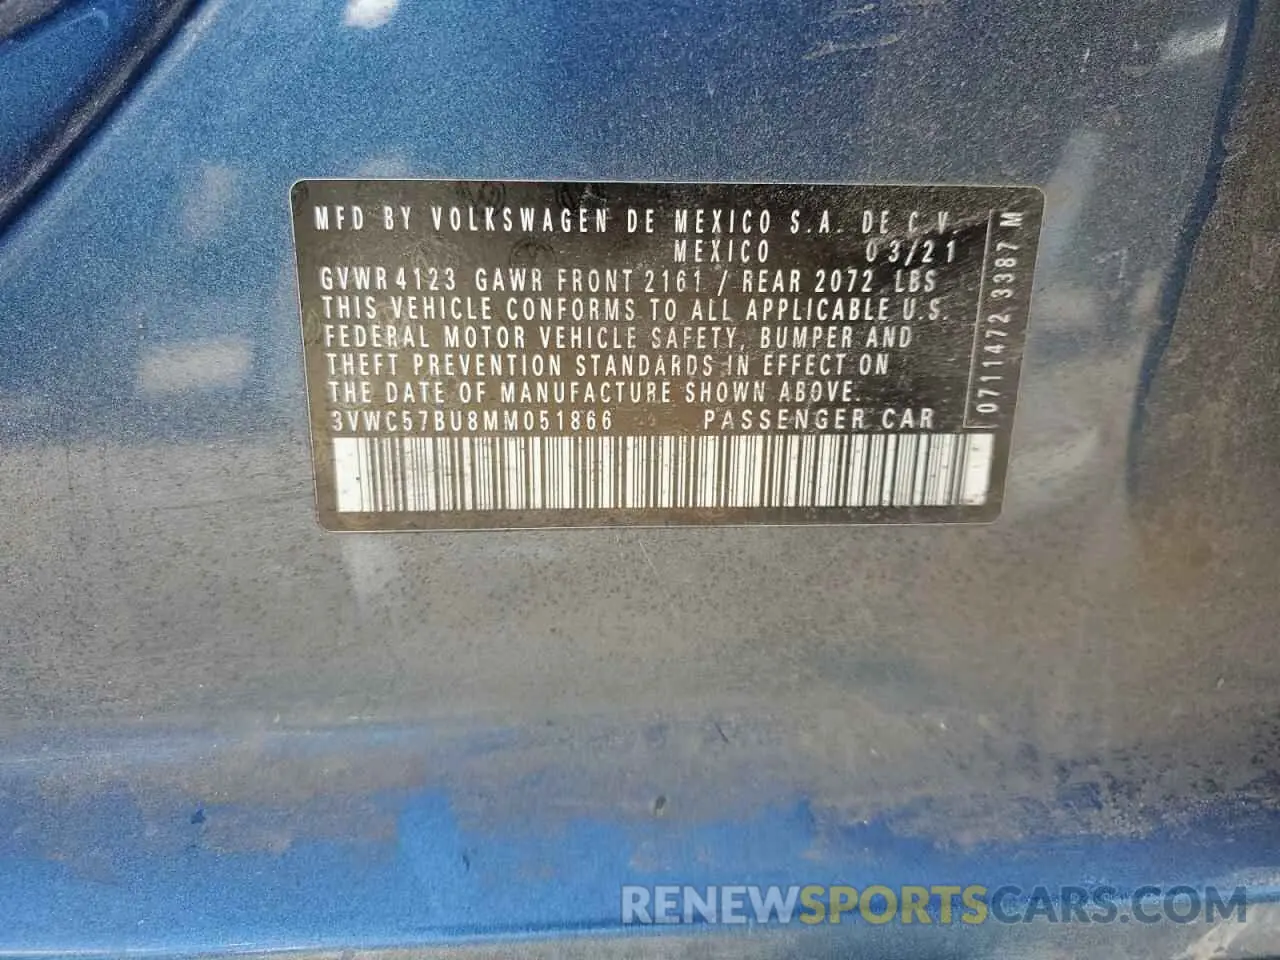 MFD BY VOLKSWAGEN DE MEXICO S.A. DE C.V.
MEXICO 03/21
GVWR 4123 GAWR FRONT 2161 / REAR 2072 LBS
THIS VEHICLE CONFORMS TO ALL APPLICABLE U.S.
FEDERAL MOTOR VEHICLE SAFETY, BUMPER AND
THEFT PREVENTION STANDARDS IN EFFECT ON
THE DATE OF MANUFACTURE SHOWN ABOVE.
3VWC57BU8MM051866 PASSENGER CAR
0711472 3387 M
RENEWSPORTSCARS.COM